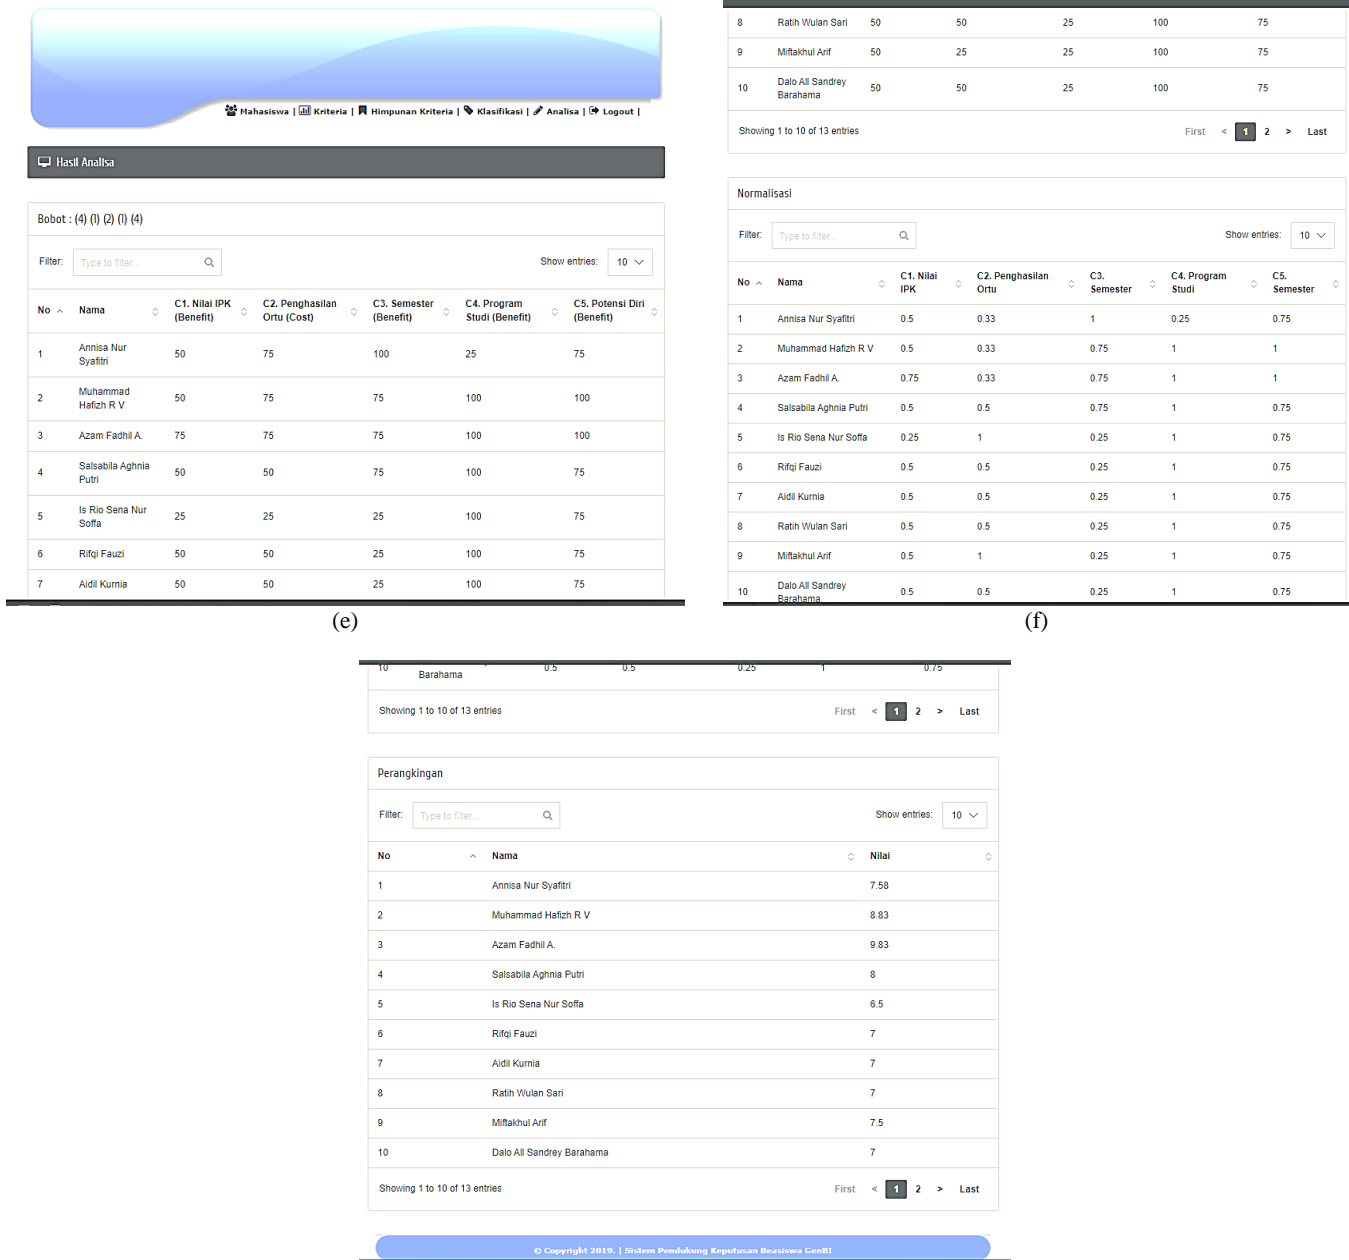 Mahasiswa | Kriteria | Himpunan Kriteria | Klasifikasi | Analisa | Logout |
Hasil Analisa
Bobot : (4) (1) (2) (1) (4)
Filter: Type to filter... Show entries: 10
No Nama C1. Nilai IPK (Benefit) C2. Penghasilan Ortu (Cost) C3. Semester (Benefit) C4. Program Studi (Benefit) C5. Potensi Diri (Benefit)
1 Annisa Nur Syafitri 50 75 100 25 75
2 Muhammad Hafizh R V 50 75 75 100 100
3 Azam Fadhil A. 75 75 75 100 100
4 Salsabila Aghnia Putri 50 50 75 100 75
5 Is Rio Sena Nur Soffa 25 25 25 100 75
6 Rifqi Fauzi 50 50 25 100 75
7 Aidil Kurnia 50 50 25 100 75
(e)
8 Ratih Wulan Sari 50 50 25 100 75
9 Miftakhul Arif 50 25 25 100 75
10 Dalo All Sandrey Barahama 50 50 25 100 75
Showing 1 to 10 of 13 entries First < 1 2 > Last
Normalisasi
Filter: Type to filter... Show entries: 10
No Nama C1. Nilai IPK C2. Penghasilan Ortu C3. Semester C4. Program Studi C5. Semester
1 Annisa Nur Syafitri 0.5 0.33 1 0.25 0.75
2 Muhammad Hafizh R V 0.5 0.33 0.75 1 1
3 Azam Fadhil A. 0.75 0.33 0.75 1 1
4 Salsabila Aghnia Putri 0.5 0.5 0.75 1 0.75
5 Is Rio Sena Nur Soffa 0.25 1 0.25 1 0.75
6 Rifqi Fauzi 0.5 0.5 0.25 1 0.75
7 Aidil Kurnia 0.5 0.5 0.25 1 0.75
8 Ratih Wulan Sari 0.5 0.5 0.25 1 0.75
9 Miftakhul Arif 0.5 1 0.25 1 0.75
10 Dalo All Sandrey Barahama 0.5 0.5 0.25 1 0.75
(f)
10 Barahama 0.5 0.5 0.25 1 0.75
Showing 1 to 10 of 13 entries First < 1 2 > Last
Perangkingan
Filter: Type to filter... Show entries: 10
No Nama Nilai
1 Annisa Nur Syafitri 7.58
2 Muhammad Hafizh R V 8.83
3 Azam Fadhil A. 9.83
4 Salsabila Aghnia Putri 8
5 Is Rio Sena Nur Soffa 6.5
6 Rifqi Fauzi 7
7 Aidil Kurnia 7
8 Ratih Wulan Sari 7
9 Miftakhul Arif 7.5
10 Dalo All Sandrey Barahama 7
Showing 1 to 10 of 13 entries First < 1 2 > Last
© Copyright 2019. | Sistem Pendukung Keputusan Beasiswa GenBI